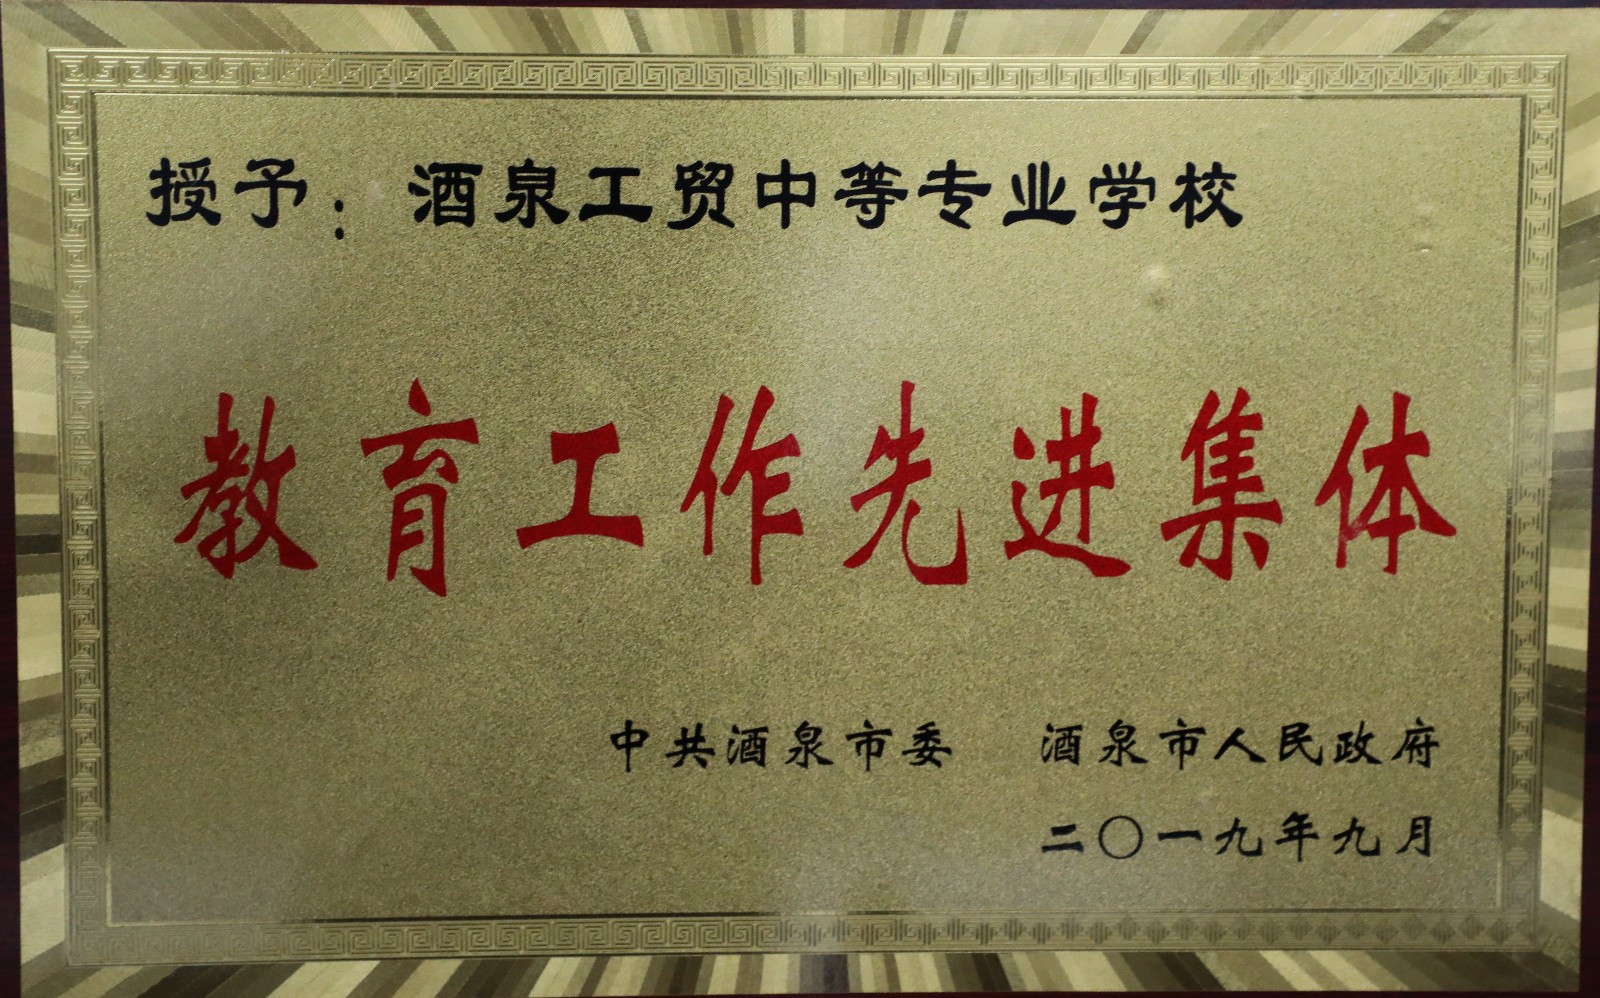 授予：酒泉工贸中等专业学校
教育工作先进集体
中共酒泉市委 酒泉市人民政府
二〇一九年九月